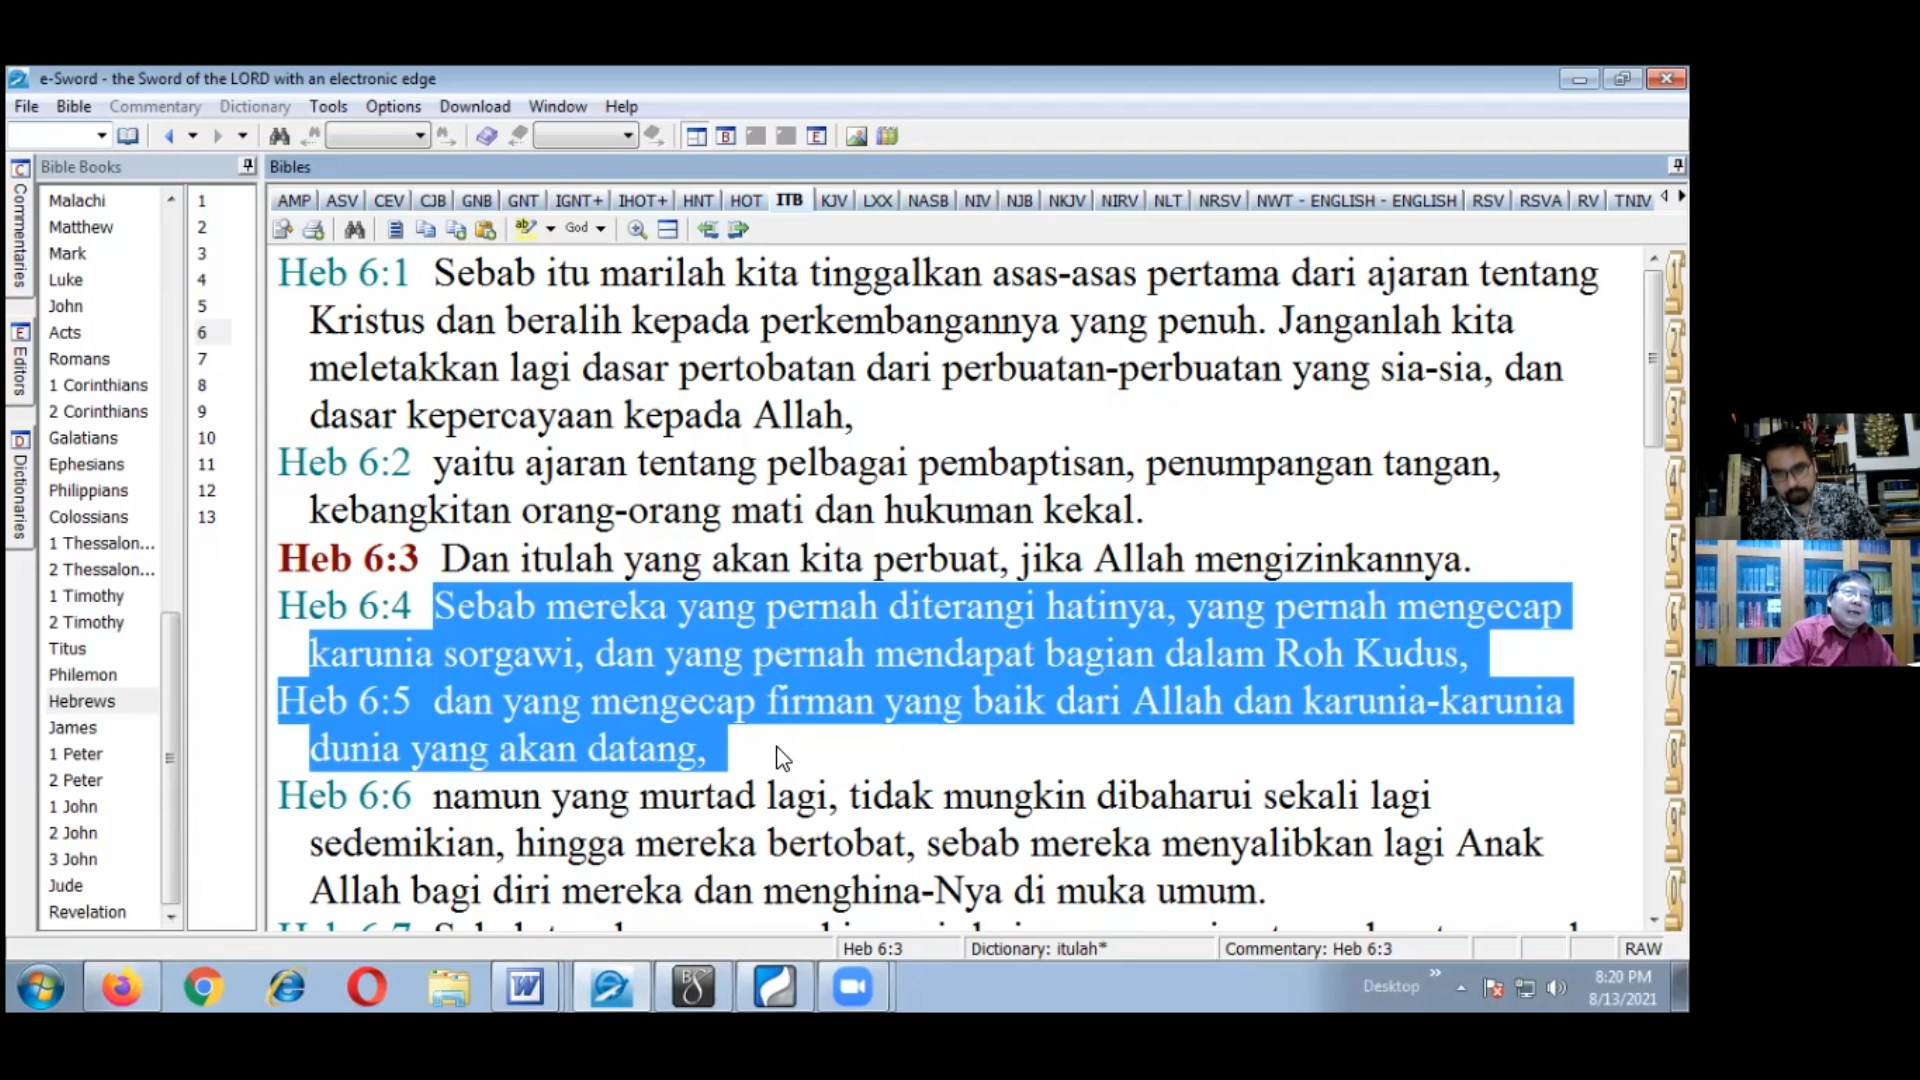 e-Sword - the Sword of the LORD with an electronic edge
File Bible Commentary Dictionary Tools Options Download Window Help
Bible Books
Bibles
AMP ASV CEV CJB GNB GNT IGNT+ IHOT+ HNT HOT ITB KJV LXX NASB NIV NJB NKJV NIRV NLT NRSV NWT - ENGLISH - ENGLISH RSV RSVA RV TNIV
God
Commentaries
Editors
Dictionaries
Malachi
Matthew
Mark
Luke
John
Acts
Romans
1 Corinthians
2 Corinthians
Galatians
Ephesians
Philippians
Colossians
1 Thessalon...
2 Thessalon...
1 Timothy
2 Timothy
Titus
Philemon
Hebrews
James
1 Peter
2 Peter
1 John
2 John
3 John
Jude
Revelation
1
2
3
4
5
6
7
8
9
10
11
12
13
Heb 6:1 Sebab itu marilah kita tinggalkan asas-asas pertama dari ajaran tentang
Kristus dan beralih kepada perkembangannya yang penuh. Janganlah kita
meletakkan lagi dasar pertobatan dari perbuatan-perbuatan yang sia-sia, dan
dasar kepercayaan kepada Allah,
Heb 6:2 yaitu ajaran tentang pelbagai pembaptisan, penumpangan tangan,
kebangkitan orang-orang mati dan hukuman kekal.
Heb 6:3 Dan itulah yang akan kita perbuat, jika Allah mengizinkannya.
Heb 6:4 Sebab mereka yang pernah diterangi hatinya, yang pernah mengecap
karunia sorgawi, dan yang pernah mendapat bagian dalam Roh Kudus,
Heb 6:5 dan yang mengecap firman yang baik dari Allah dan karunia-karunia
dunia yang akan datang,
Heb 6:6 namun yang murtad lagi, tidak mungkin dibaharui sekali lagi
sedemikian, hingga mereka bertobat, sebab mereka menyalibkan lagi Anak
Allah bagi diri mereka dan menghina-Nya di muka umum.
1
2
3
4
5
6
7
8
9
0
Heb 6:3 Dictionary: itulah* Commentary: Heb 6:3 RAW
Desktop
8:20 PM
8/13/2021